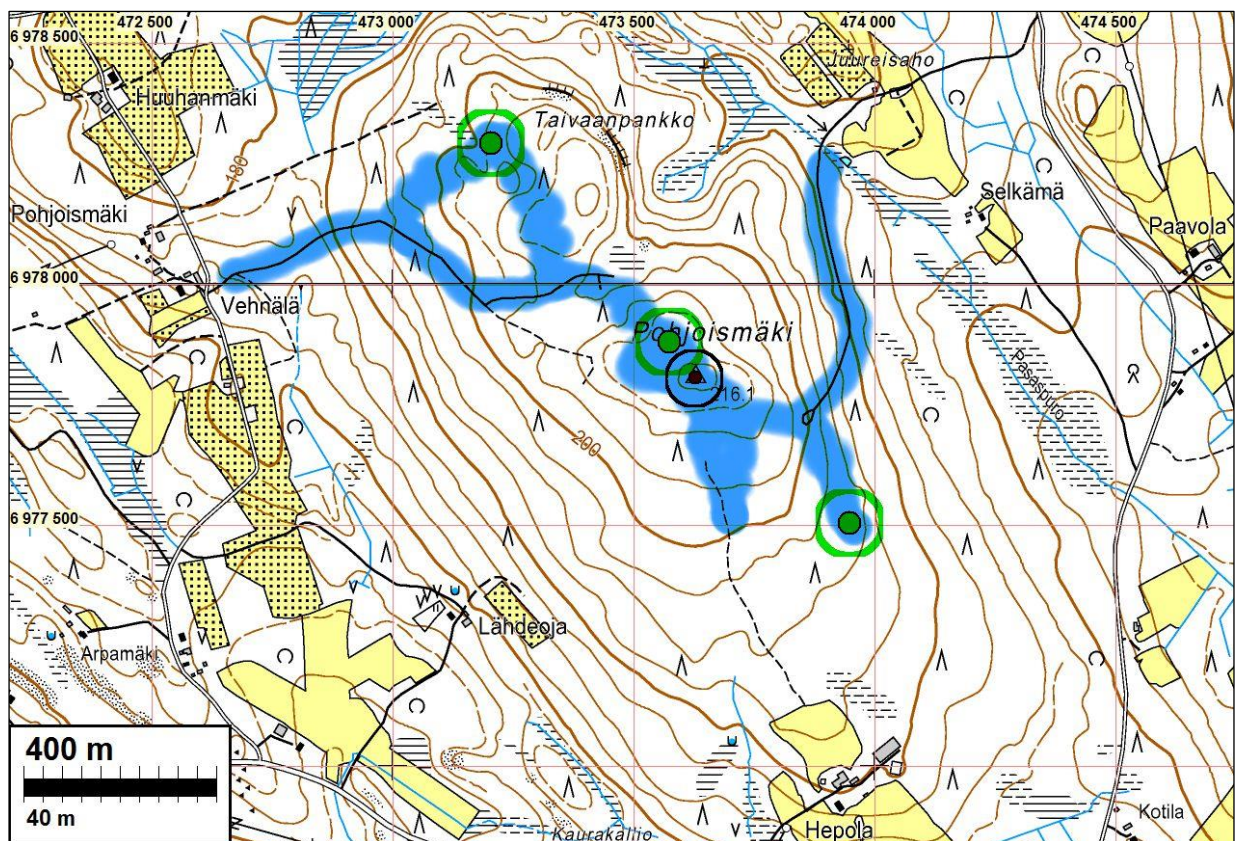 472 500
473 000
473 500
474 000
474 500
6 978 500
Juureisaho
Huuhanmäki
Taivaanpankko
180
Selkämä
Pohjoismäki
Paavola
6 978 000
Vehnälä
Pohjoismäki
216.1
Pasaspuro
200
6 977 500
Lähdeoja
Arpamäki
400 m
40 m
Kaurakallio
Hepola
Kotila